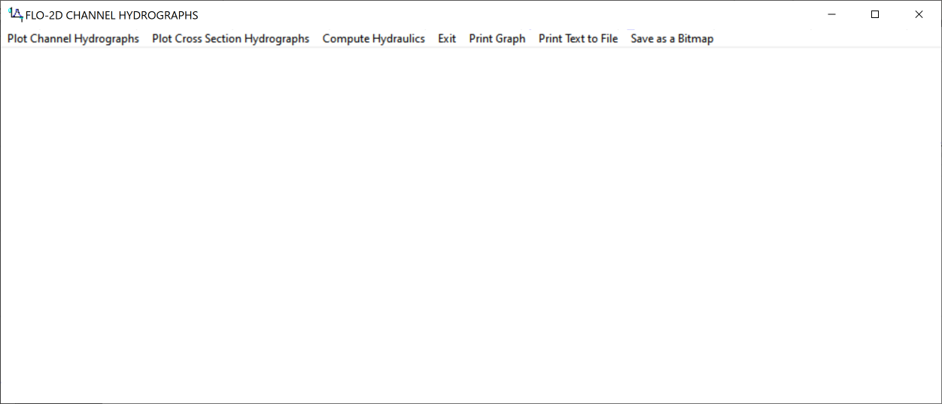 FLO-2D CHANNEL HYDROGRAPHS
Plot Channel Hydrographs Plot Cross Section Hydrographs Compute Hydraulics Exit Print Graph Print Text to File Save as a Bitmap